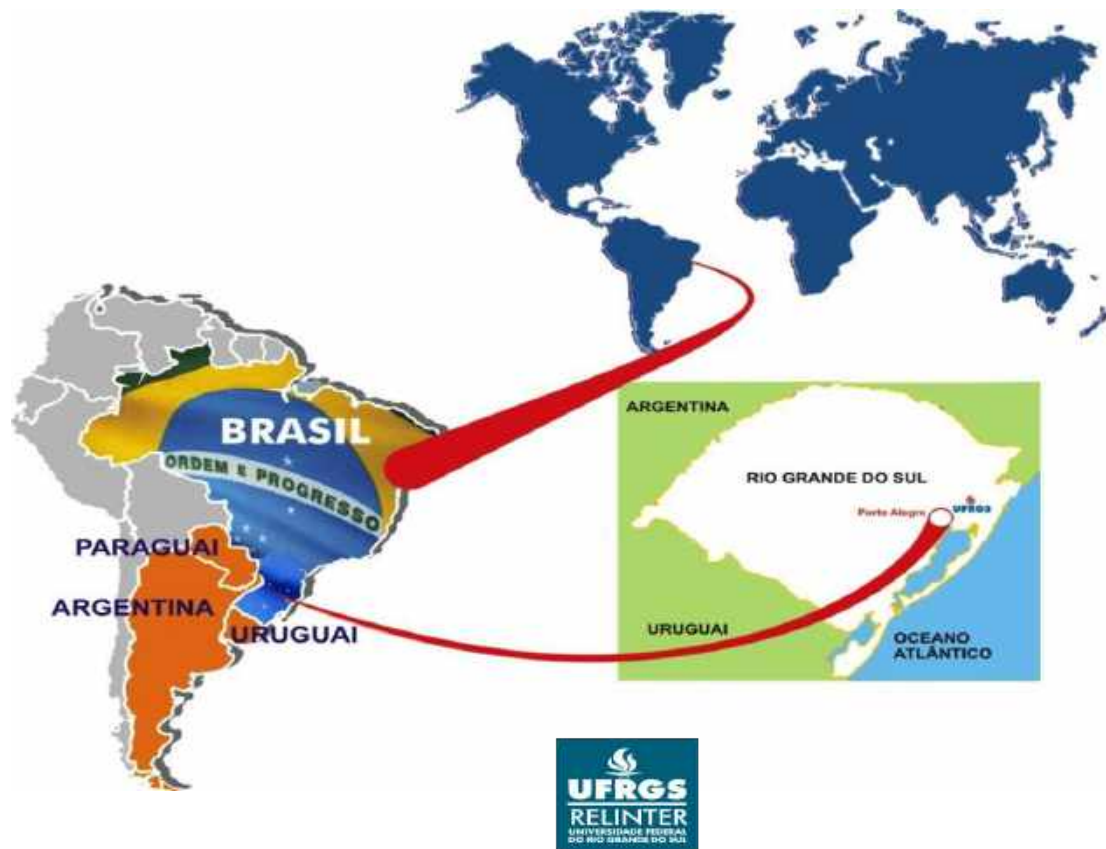 BRASIL
ORDEM E PROGRESSO
PARAGUAI
ARGENTINA
URUGUAI
ARGENTINA
RIO GRANDE DO SUL
Porto Alegre
UFRGS
URUGUAI
OCEANO
ATLÂNTICO
UFRGS
RELINTER
UNIVERSIDADE FEDERAL
DO RIO GRANDE DO SUL